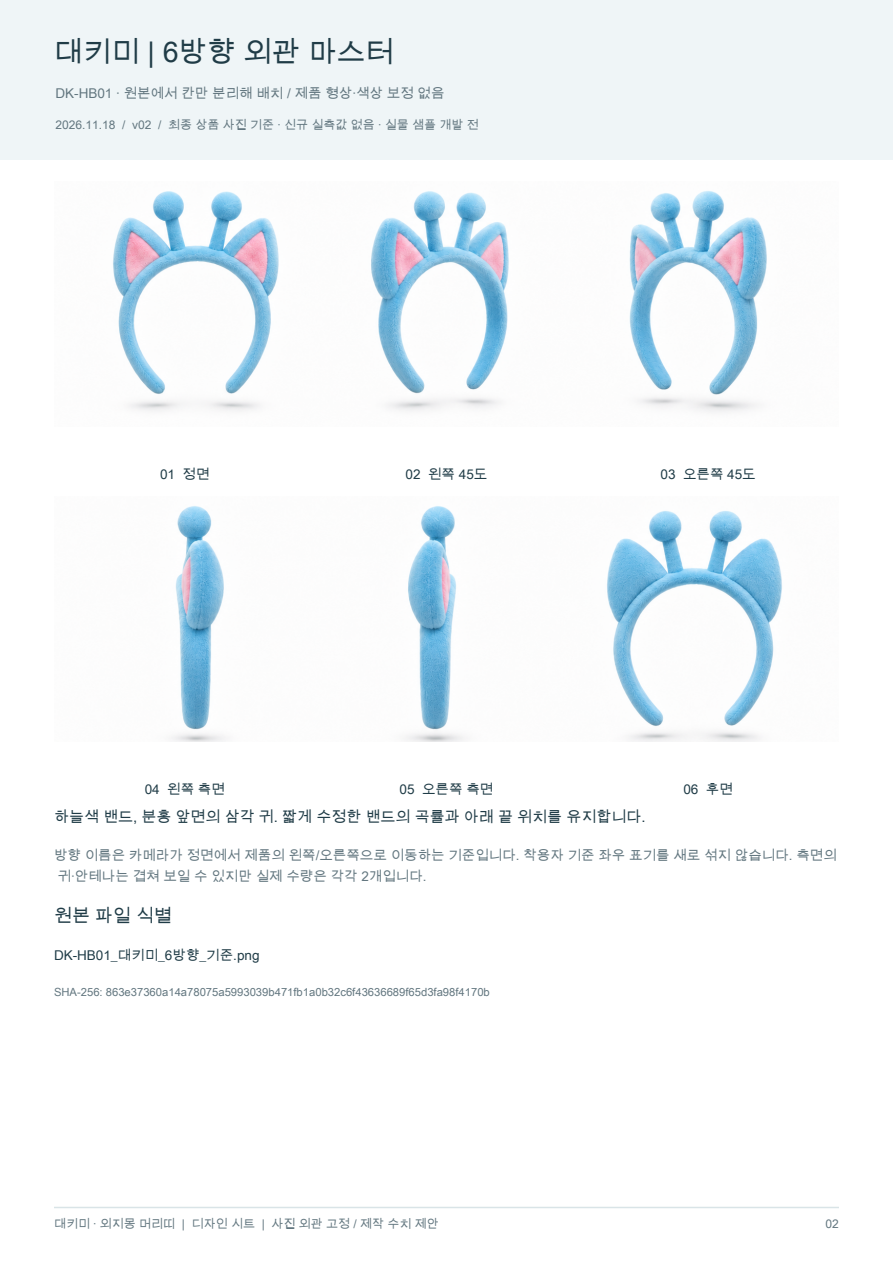 대키미 | 6방향 외관 마스터
DK-HB01 · 원본에서 칸만 분리해 배치 / 제품 형상·색상 보정 없음
2026.11.18 / v02 / 최종 상품 사진 기준 · 신규 실측값 없음 · 실물 샘플 개발 전
01 정면
02 왼쪽 45도
03 오른쪽 45도
04 왼쪽 측면
05 오른쪽 측면
06 후면
하늘색 밴드, 분홍 앞면의 삼각 귀. 짧게 수정한 밴드의 곡률과 아래 끝 위치를 유지합니다.
방향 이름은 카메라가 정면에서 제품의 왼쪽/오른쪽으로 이동하는 기준입니다. 착용자 기준 좌우 표기를 새로 섞지 않습니다. 측면의
귀·안테나는 겹쳐 보일 수 있지만 실제 수량은 각각 2개입니다.
원본 파일 식별
DK-HB01_대키미_6방향_기준.png
SHA-256: 863e37360a14a78075a5993039b471fb1a0b32c6f43636689f65d3fa98f4170b
대키미 · 외지몽 머리띠 | 디자인 시트 | 사진 외관 고정 / 제작 수치 제안
02